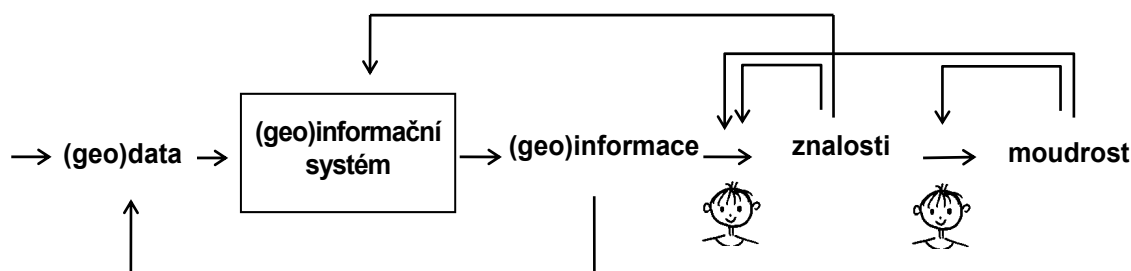 (geo)data
(geo)informační
systém
(geo)informace
znalosti
moudrost